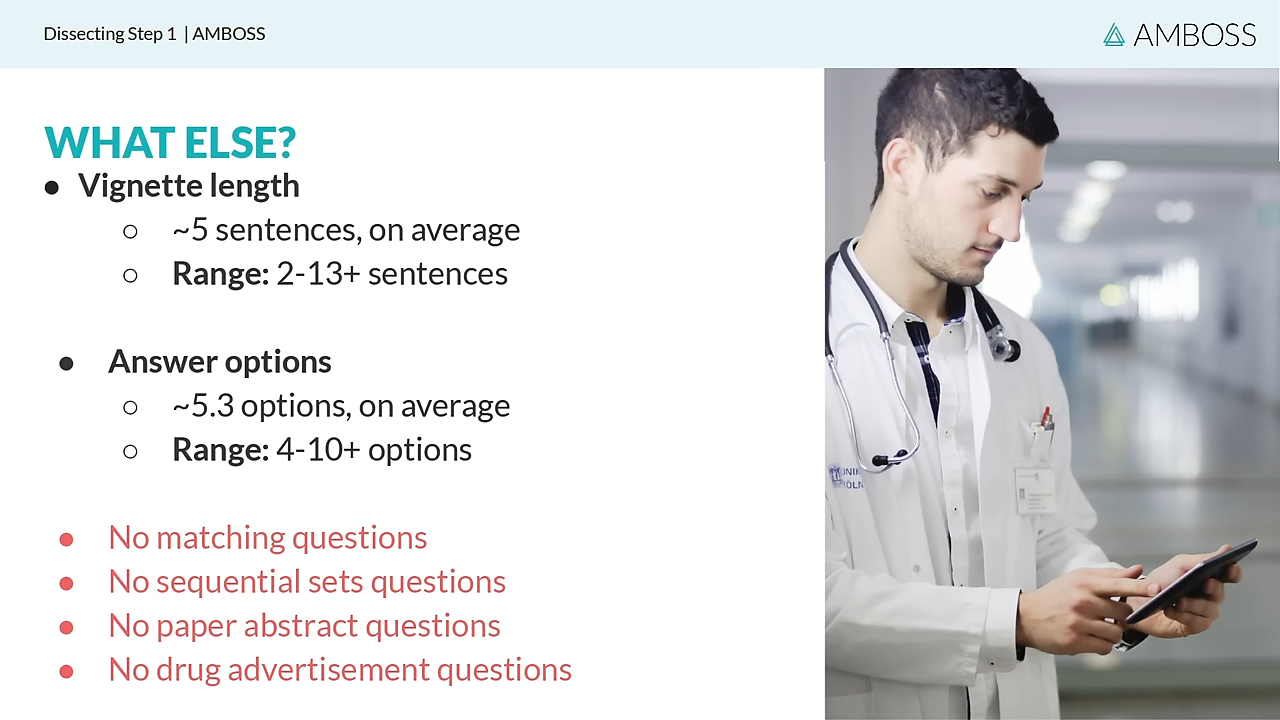 Dissecting Step 1 | AMBOSS
AMBOSS
WHAT ELSE?
● Vignette length
○ ~5 sentences, on average
○ Range: 2-13+ sentences
● Answer options
○ ~5.3 options, on average
○ Range: 4-10+ options
● No matching questions
● No sequential sets questions
● No paper abstract questions
● No drug advertisement questions